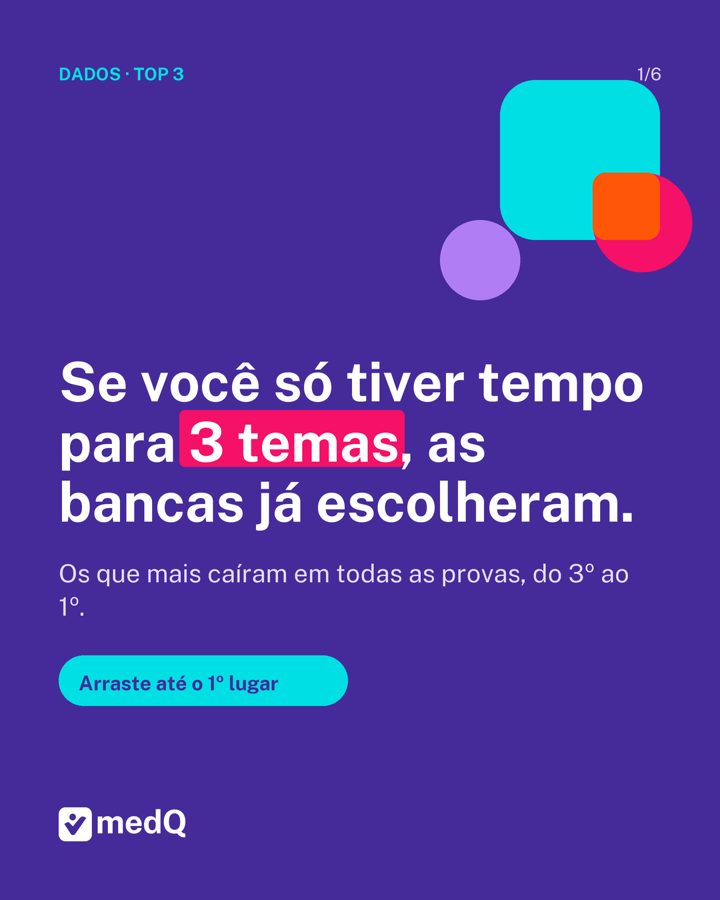 DADOS · TOP 3
1/6
Se você só tiver tempo
para 3 temas, as
bancas já escolheram.
Os que mais caíram em todas as provas, do 3º ao
1º.
Arraste até o 1º lugar
medQ